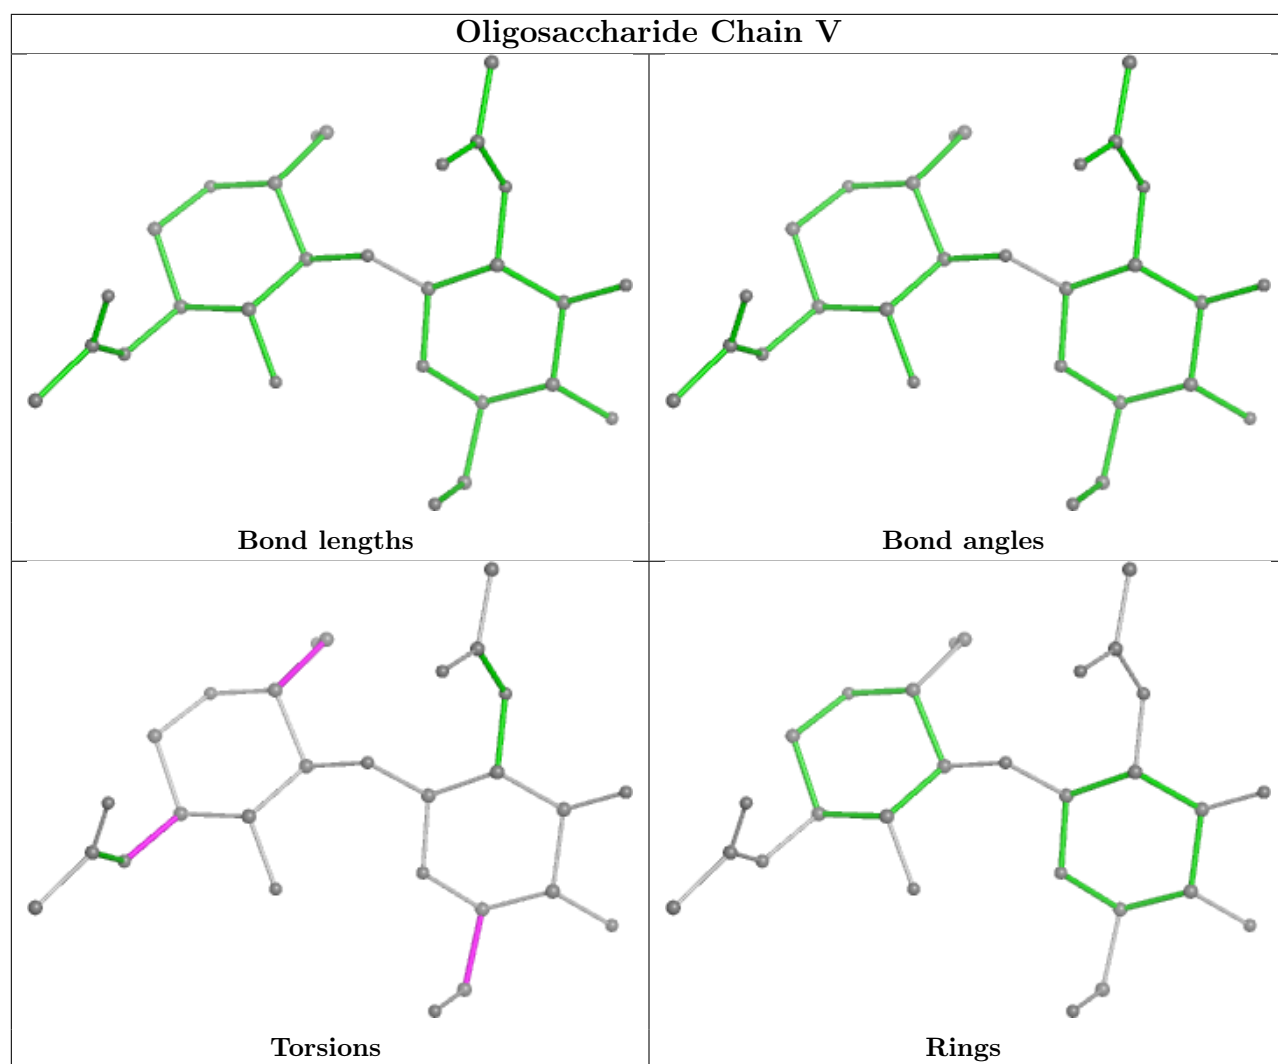 Oligosaccharide Chain V
Bond lengths
Bond angles
Torsions
Rings